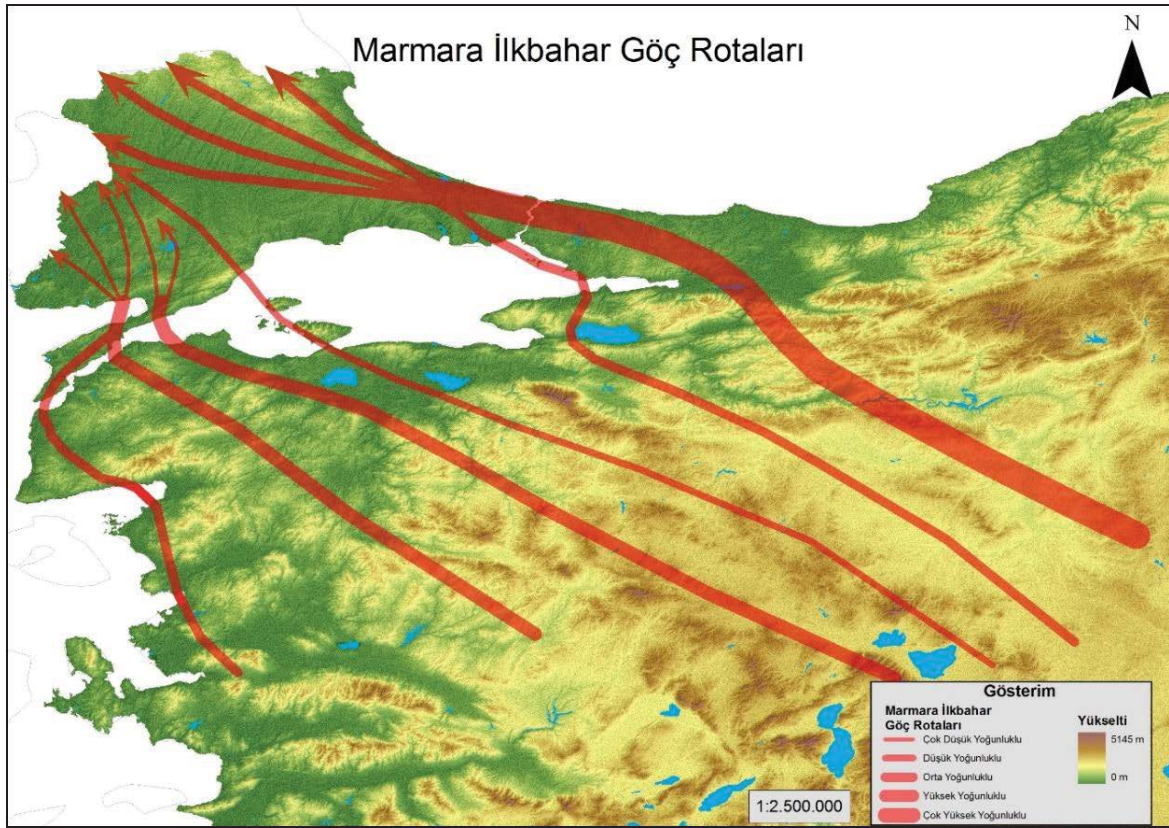 Marmara İlkbahar Göç Rotaları
N
Gösterim
Marmara İlkbahar
Göç Rotaları
Çok Düşük Yoğunluklu
Düşük Yoğunluklu
Orta Yoğunluklu
Yüksek Yoğunluklu
Çok Yüksek Yoğunluklu
Yükselti
5145 m
0 m
1:2.500.000